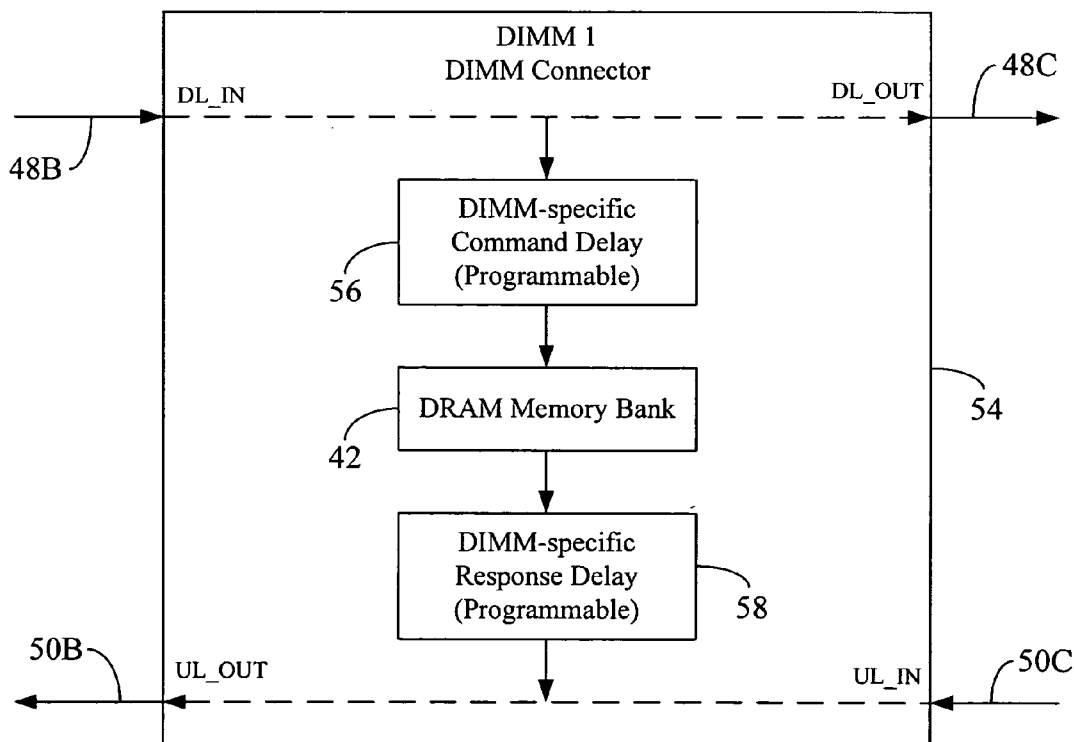 DIMM 1
DIMM Connector
DL_IN
DL_OUT
48C
48B
DIMM-specific
Command Delay
(Programmable)
56
DRAM Memory Bank
54
42
DIMM-specific
Response Delay
(Programmable)
58
50B
UL_OUT
UL_IN
50C